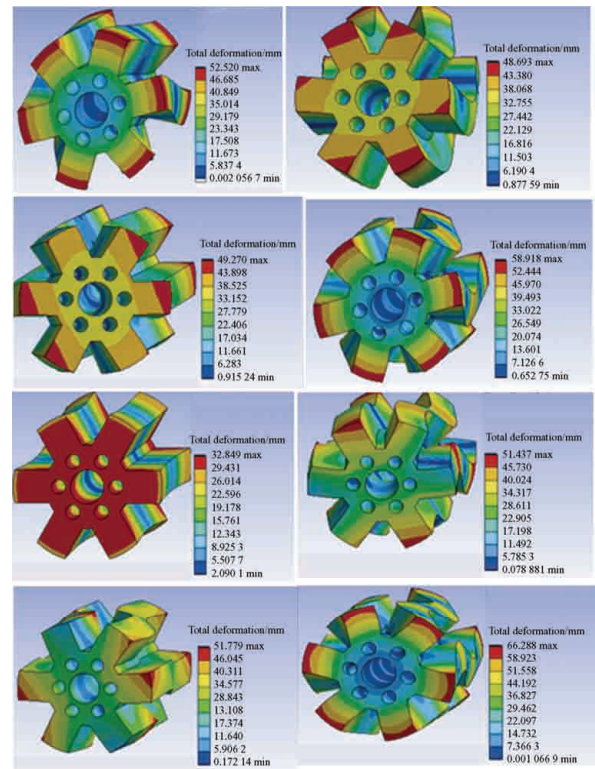 Total deformation/mm
52.520 max
46.685
40.849
35.014
29.179
23.343
17.508
11.673
5.837 4
0.002 056 7 min
Total deformation/mm
48.693 max
43.380
38.068
32.755
27.442
22.129
16.816
11.503
6.190 4
0.877 59 min
Total deformation/mm
49.270 max
43.898
38.525
33.152
27.779
22.406
17.034
11.661
6.283
0.915 24 min
Total deformation/mm
58.918 max
52.444
45.970
39.493
33.022
26.549
20.074
13.601
7.126 6
0.652 75 min
Total deformation/mm
32.849 max
29.431
26.014
22.596
19.178
15.761
12.343
8.925 3
5.507 7
2.090 1 min
Total deformation/mm
51.437 max
45.730
40.024
34.317
28.611
22.905
17.198
11.492
5.785 3
0.078 881 min
Total deformation/mm
51.779 max
46.045
40.311
34.577
28.843
13.108
17.374
11.640
5.906 2
0.172 14 min
Total deformation/mm
66.288 max
58.923
51.558
44.192
36.827
29.462
22.097
14.732
7.366 3
0.001 066 9 min